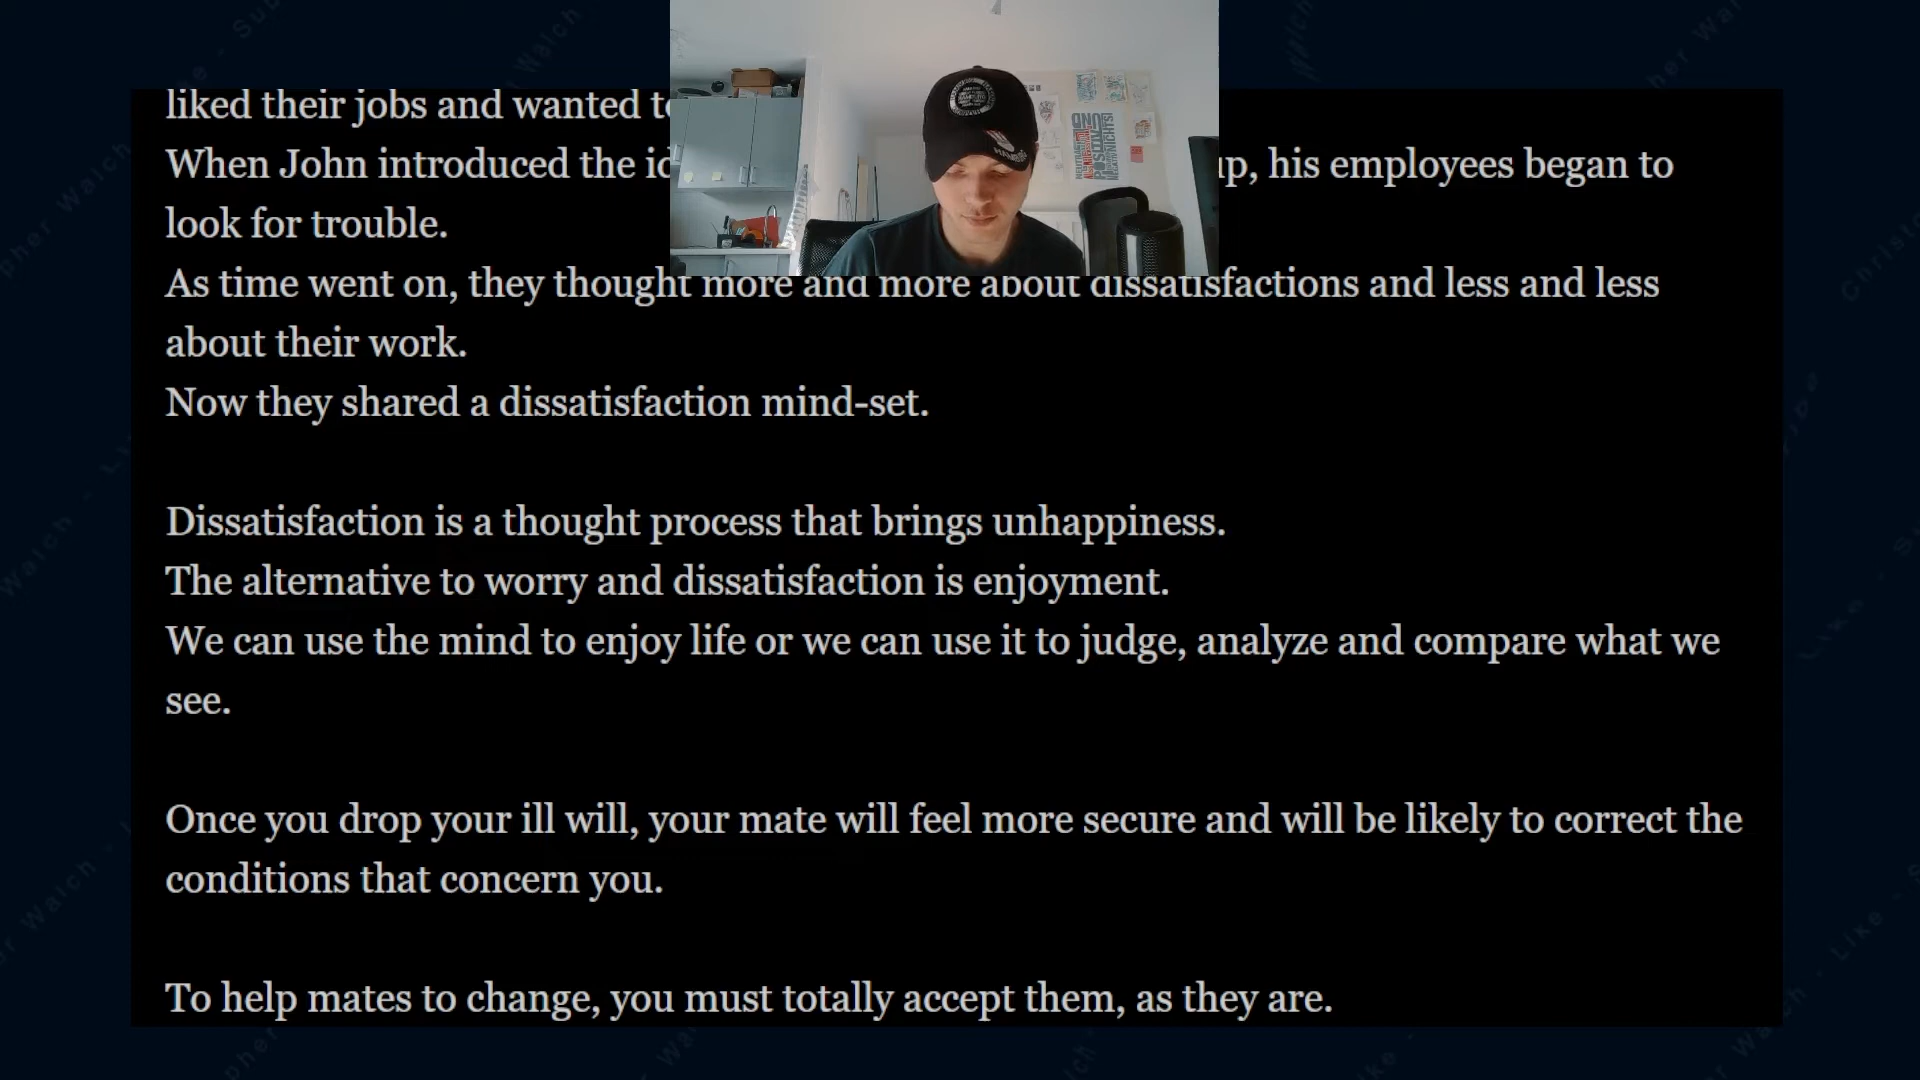 liked their jobs and wanted
When John introduced the up, his employees began to
look for trouble.
As time went on, they thought more and more about dissatisfactions and less and less
about their work.
Now they shared a dissatisfaction mind-set.
Dissatisfaction is a thought process that brings unhappiness.
The alternative to worry and dissatisfaction is enjoyment.
We can use the mind to enjoy life or we can use it to judge, analyze and compare what we
see.
Once you drop your ill will, your mate will feel more secure and will be likely to correct the
conditions that concern you.
To help mates to change, you must totally accept them, as they are.